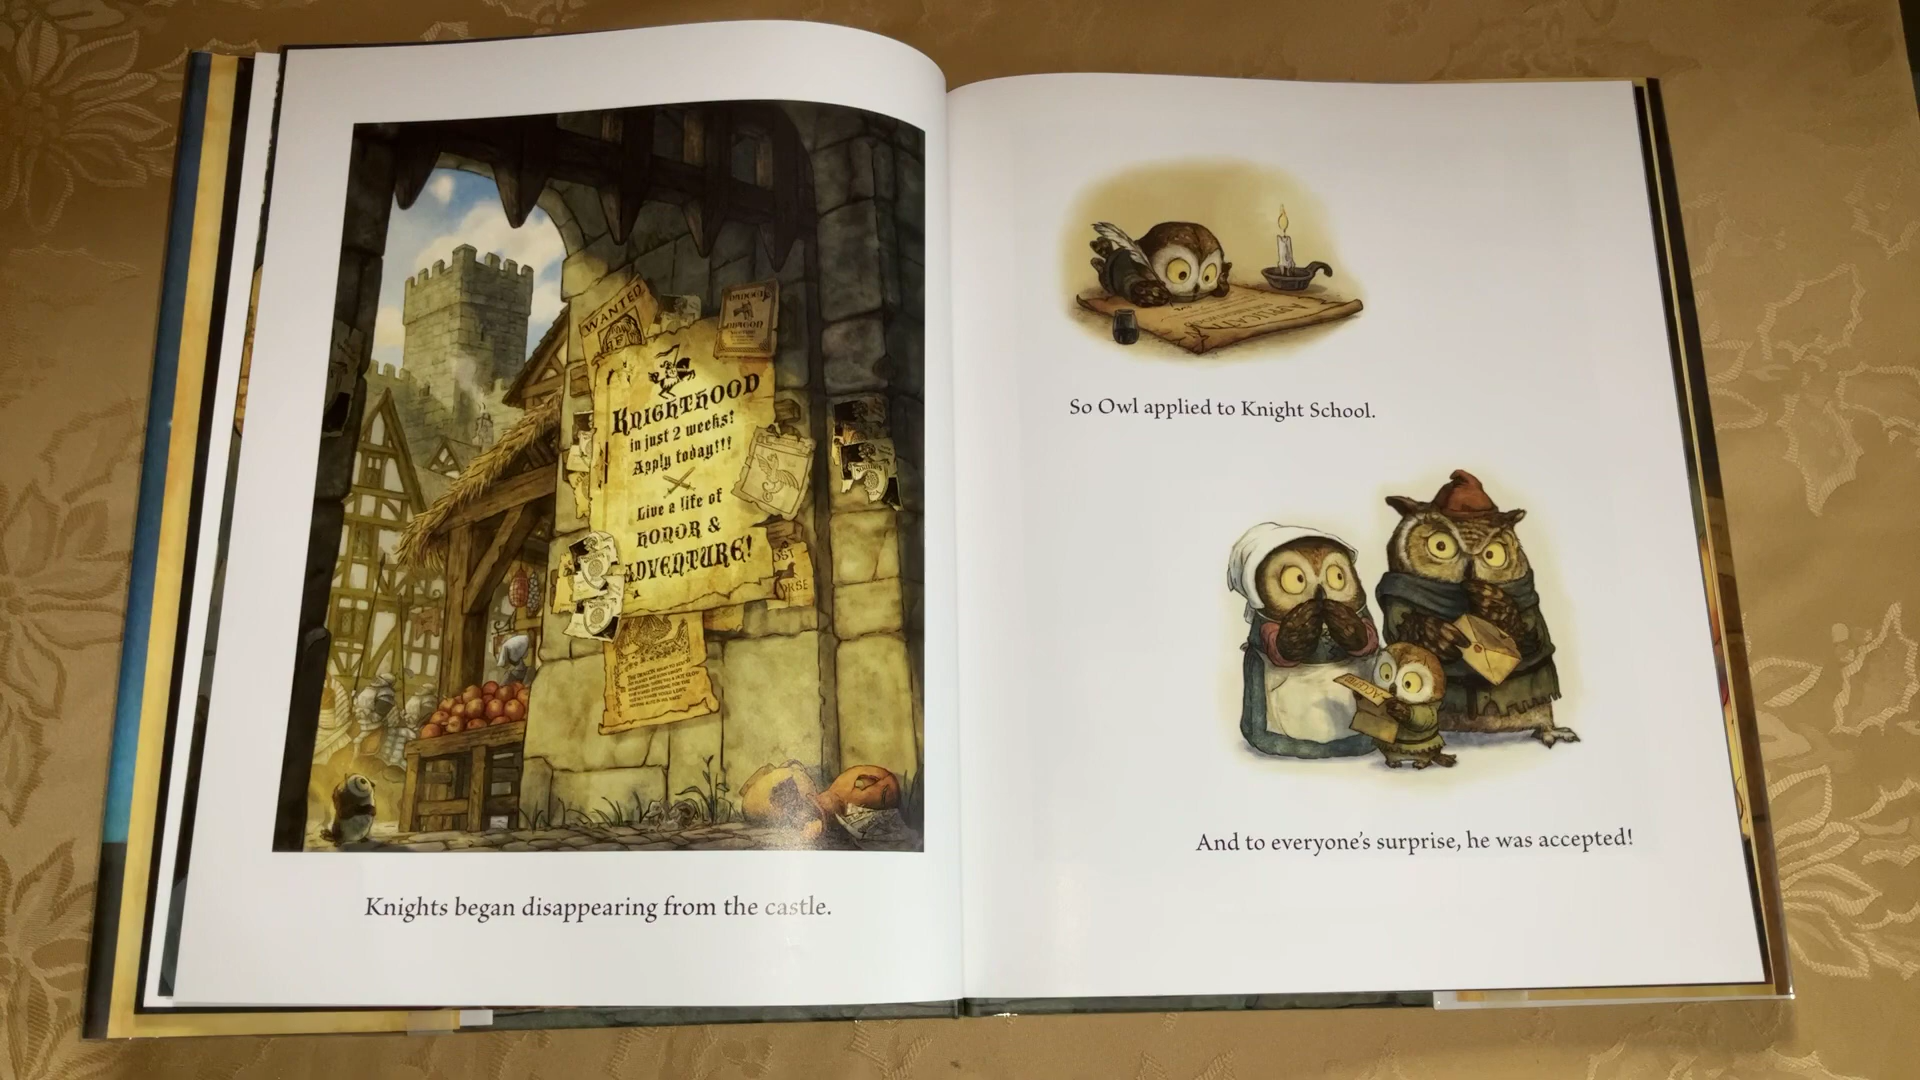 WANTED
KNIGHTHOOD
in just 2 weeks!
Apply today!!!
Live a life of
HONOR &
ADVENTURE!
Knights began disappearing from the castle.
So Owl applied to Knight School.
And to everyone's surprise, he was accepted!